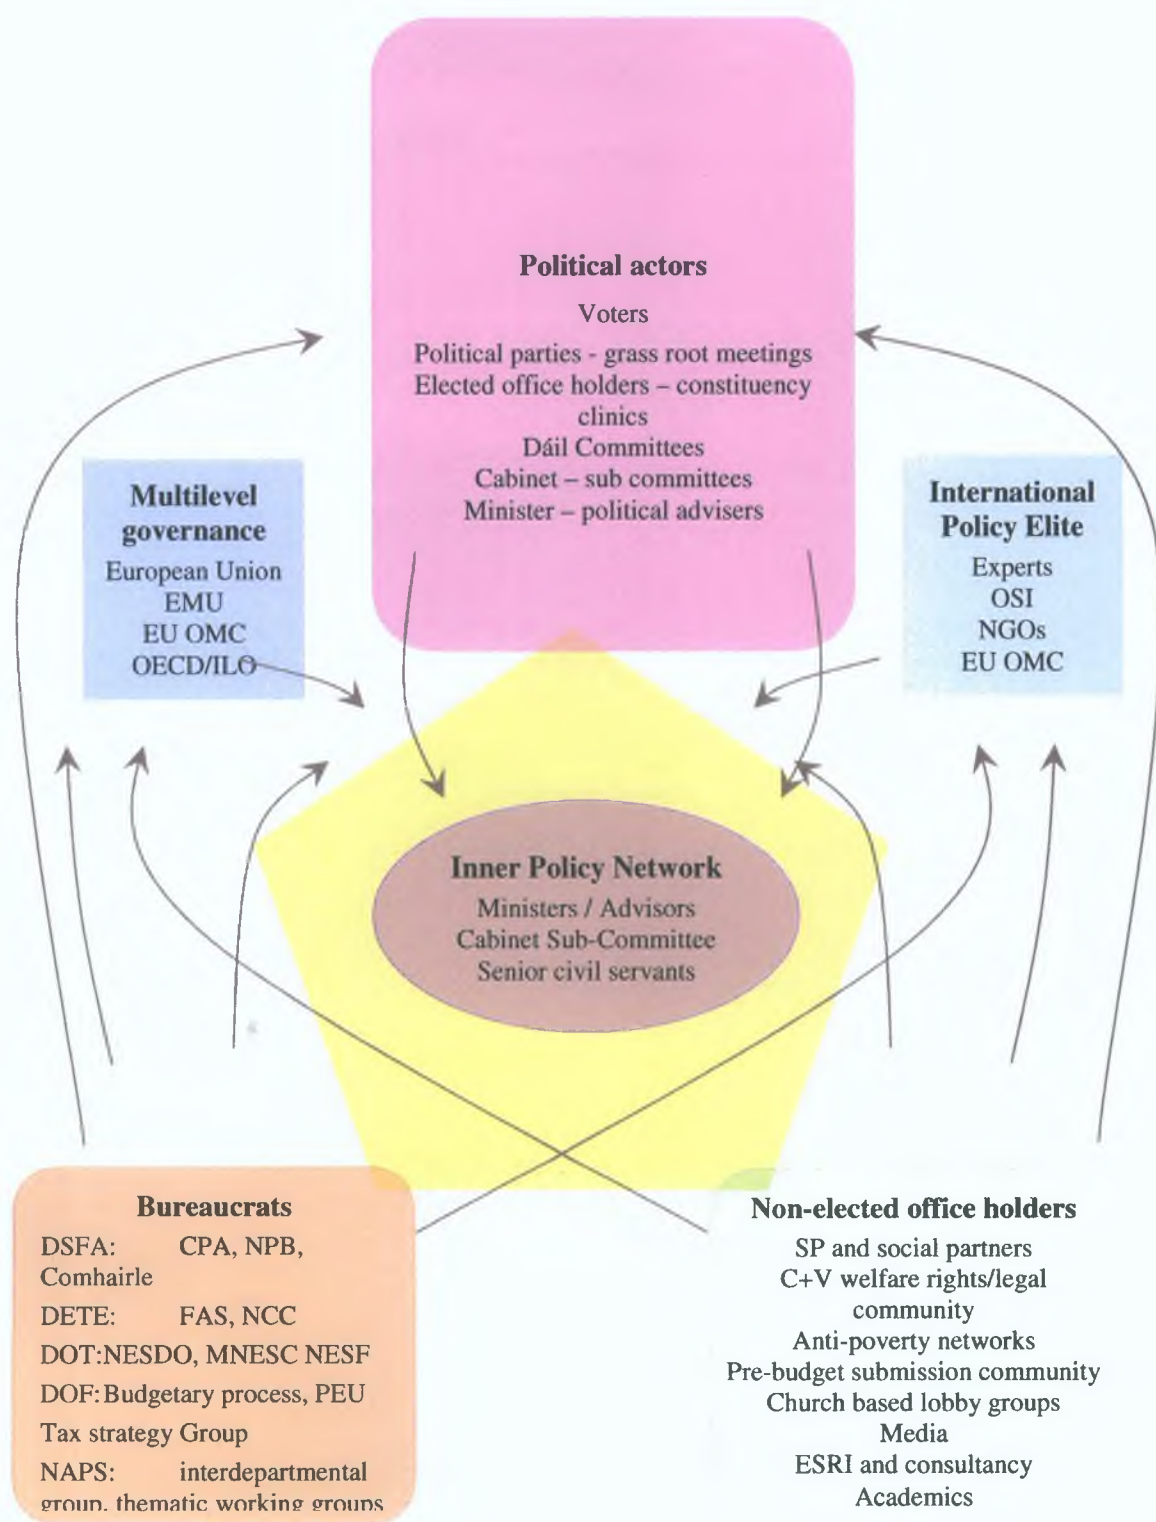 Political actors
Voters
Political parties - grass root meetings
Elected office holders – constituency
clinics
Dáil Committees
Cabinet – sub committees
Minister – political advisers
Multilevel
governance
European Union
EMU
EU OMC
OECD/ILO
International
Policy Elite
Experts
OSI
NGOs
EU OMC
Inner Policy Network
Ministers / Advisors
Cabinet Sub-Committee
Senior civil servants
Bureaucrats
DSFA: CPA, NPB,
Comhairle
DETE: FAS, NCC
DOT:NESDO, MNESC NESF
DOF: Budgetary process, PEU
Tax strategy Group
NAPS: interdepartmental
group, thematic working groups
Non-elected office holders
SP and social partners
C+V welfare rights/legal
community
Anti-poverty networks
Pre-budget submission community
Church based lobby groups
Media
ESRI and consultancy
Academics